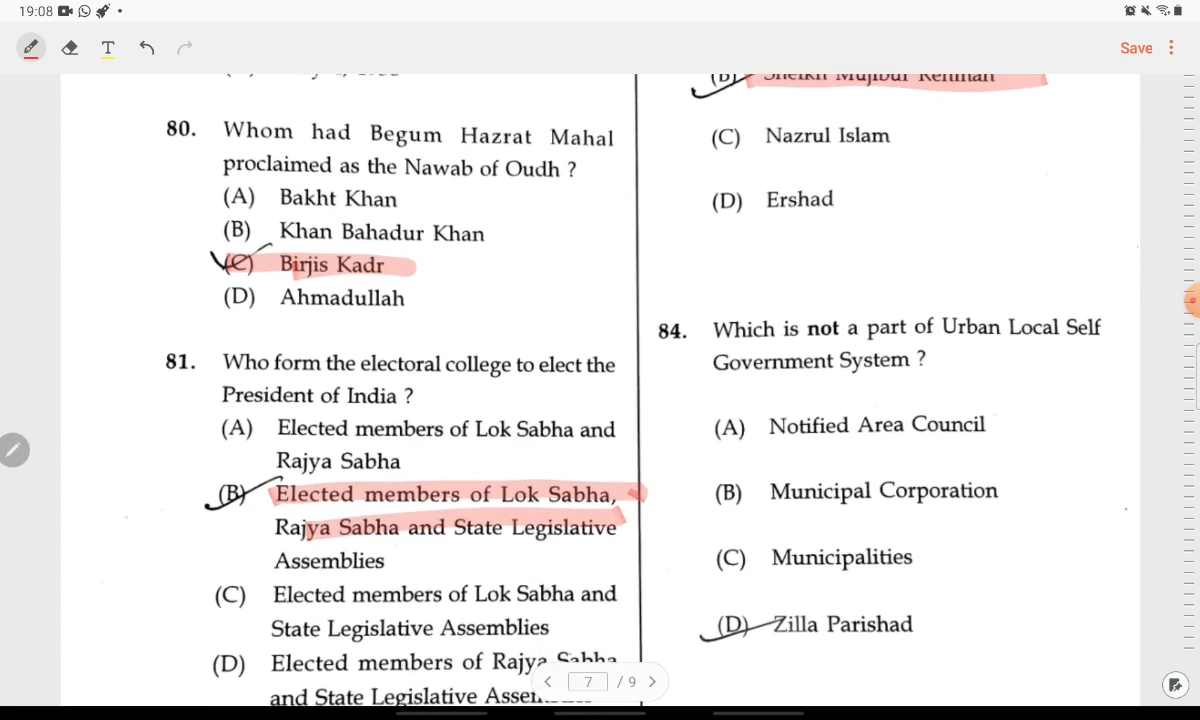 19:08
T
Save
80. Whom had Begum Hazrat Mahal
proclaimed as the Nawab of Oudh ?
(A) Bakht Khan
(B) Khan Bahadur Khan
(C) Birjis Kadr
(D) Ahmadullah
81. Who form the electoral college to elect the
President of India ?
(A) Elected members of Lok Sabha and
Rajya Sabha
(B) Elected members of Lok Sabha,
Rajya Sabha and State Legislative
Assemblies
(C) Elected members of Lok Sabha and
State Legislative Assemblies
(D) Elected members of Rajya Sabha
and State Legislative
(B) Sheikh Mujibur Rehman
(C) Nazrul Islam
(D) Ershad
84. Which is not a part of Urban Local Self
Government System ?
(A) Notified Area Council
(B) Municipal Corporation
(C) Municipalities
(D) Zilla Parishad
7 / 9